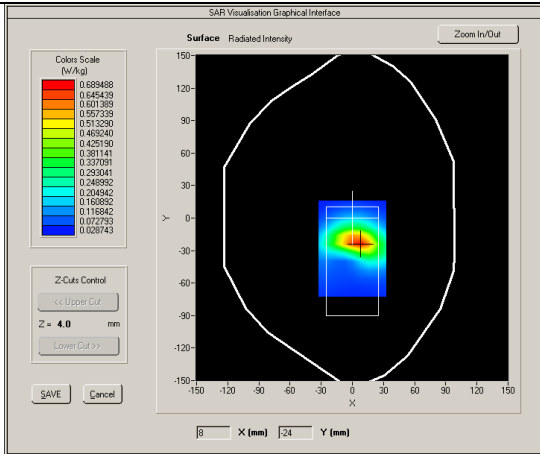 SAR Visualisation Graphical Interface
Surface Radiated Intensity
Zoom In/Out
Colors Scale
(W/kg)
0.689488
0.645439
0.601389
0.557339
0.513290
0.469240
0.425190
0.381141
0.337091
0.293041
0.248992
0.204942
0.160892
0.116842
0.072793
0.028743
Z-Cuts Control
<< Upper Cut
Z = 4.0 mm
Lower Cut >>
SAVE
Cancel
150
120
90
60
30
0
-30
-60
-90
-120
-150
Y
-150 -120 -90 -60 -30 0 30 60 90 120 150
X
8 X (mm) -24 Y (mm)